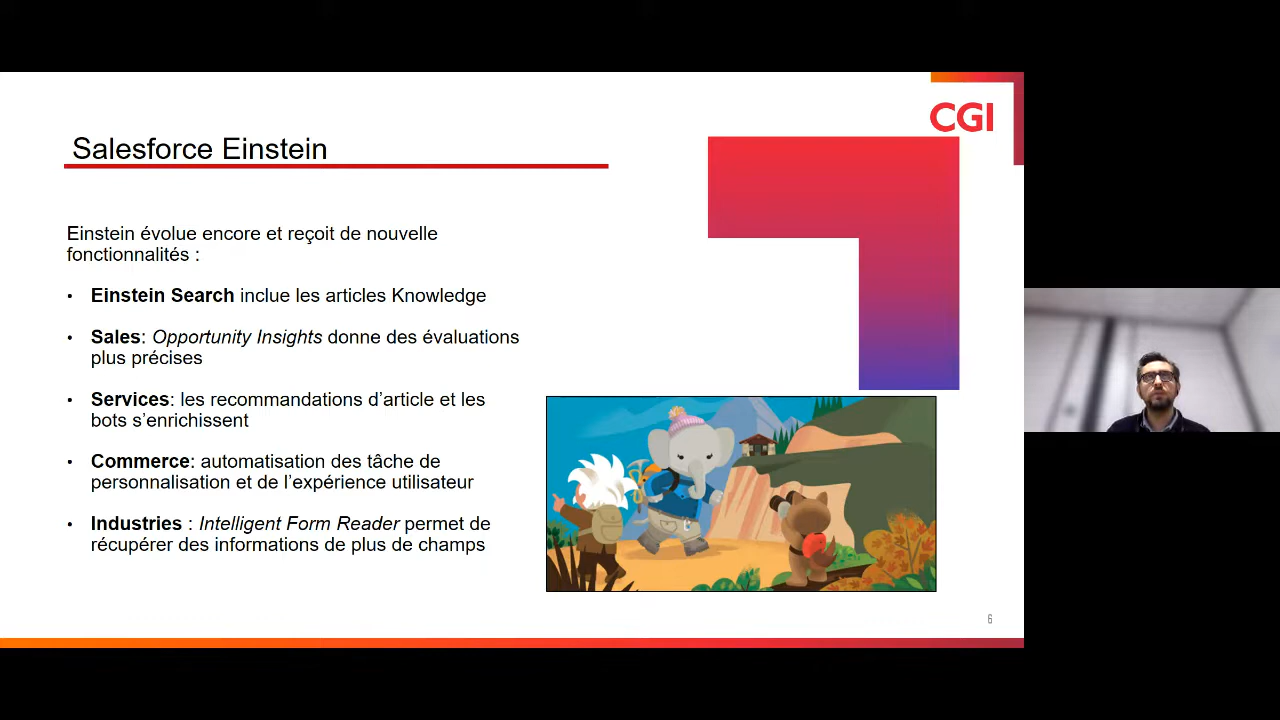 CGI
Salesforce Einstein
Einstein évolue encore et reçoit de nouvelle
fonctionnalités :
• Einstein Search inclue les articles Knowledge
• Sales: Opportunity Insights donne des évaluations
plus précises
• Services: les recommandations d’article et les
bots s’enrichissent
• Commerce: automatisation des tâche de
personnalisation et de l’expérience utilisateur
• Industries : Intelligent Form Reader permet de
récupérer des informations de plus de champs
6